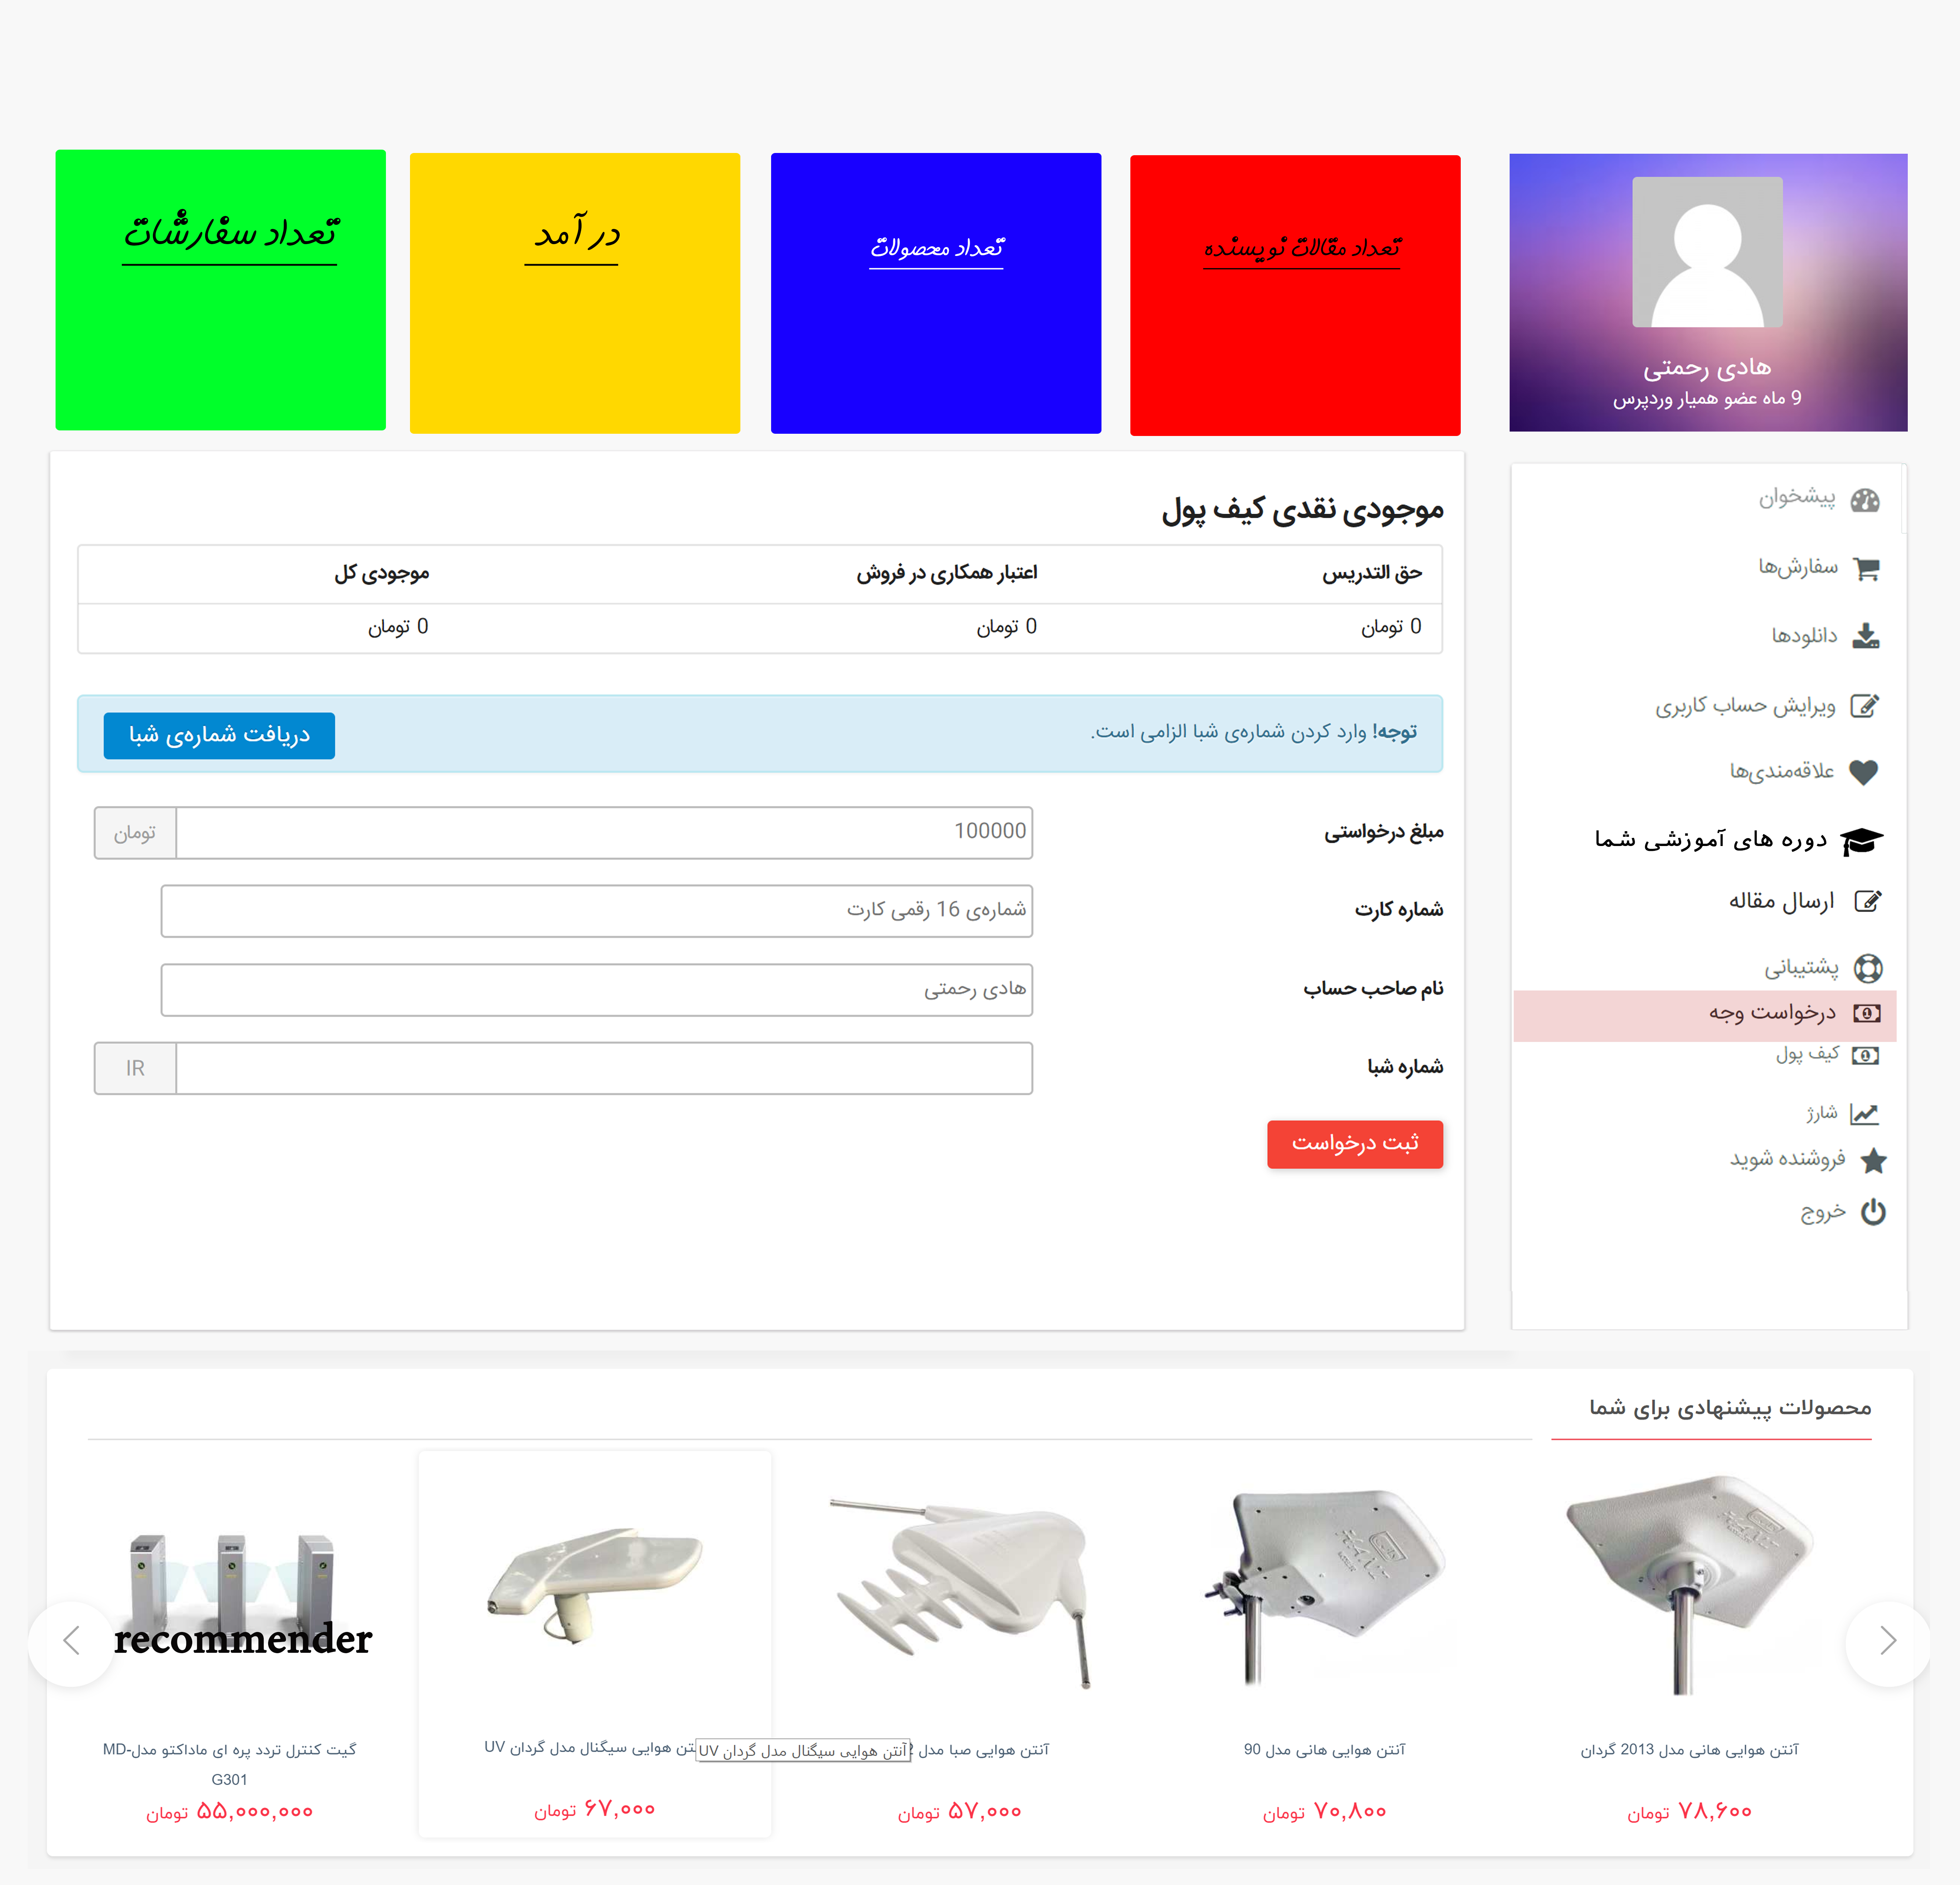 هادی رحمتی
9 ماه عضو همیار وردپرس
تعداد مقالات نویسنده
تعداد محصولات
در آمد
تعداد سفارشات
پیشخوان
سفارش‌ها
دانلودها
ویرایش حساب کاربری
علاقه‌مندی‌ها
دوره های آموزشی شما
ارسال مقاله
پشتیبانی
درخواست وجه
کیف پول
شارژ
فروشنده شوید
خروج
موجودی نقدی کیف پول
حق التدریس اعتبار همکاری در فروش موجودی کل
0 تومان 0 تومان 0 تومان
توجه! وارد کردن شماره‌ی شبا الزامی است. دریافت شماره‌ی شبا
مبلغ درخواستی 100000 تومان
شماره کارت شماره‌ی 16 رقمی کارت
نام صاحب حساب هادی رحمتی
شماره شبا IR
ثبت درخواست
محصولات پیشنهادی برای شما
HANI
HANI
recommender
آنتن هوایی هانی مدل 2013 گردان
۷۸,۶۰۰ تومان
آنتن هوایی هانی مدل 90
۷۰,۸۰۰ تومان
آنتن هوایی صبا مدل
۵۷,۰۰۰ تومان
تن هوایی سیگنال مدل گردان UV
آنتن هوایی سیگنال مدل گردان UV
۶۷,۰۰۰ تومان
گیت کنترل تردد پره ای ماداکتو مدل-MD
G301
۵۵,۰۰۰,۰۰۰ تومان